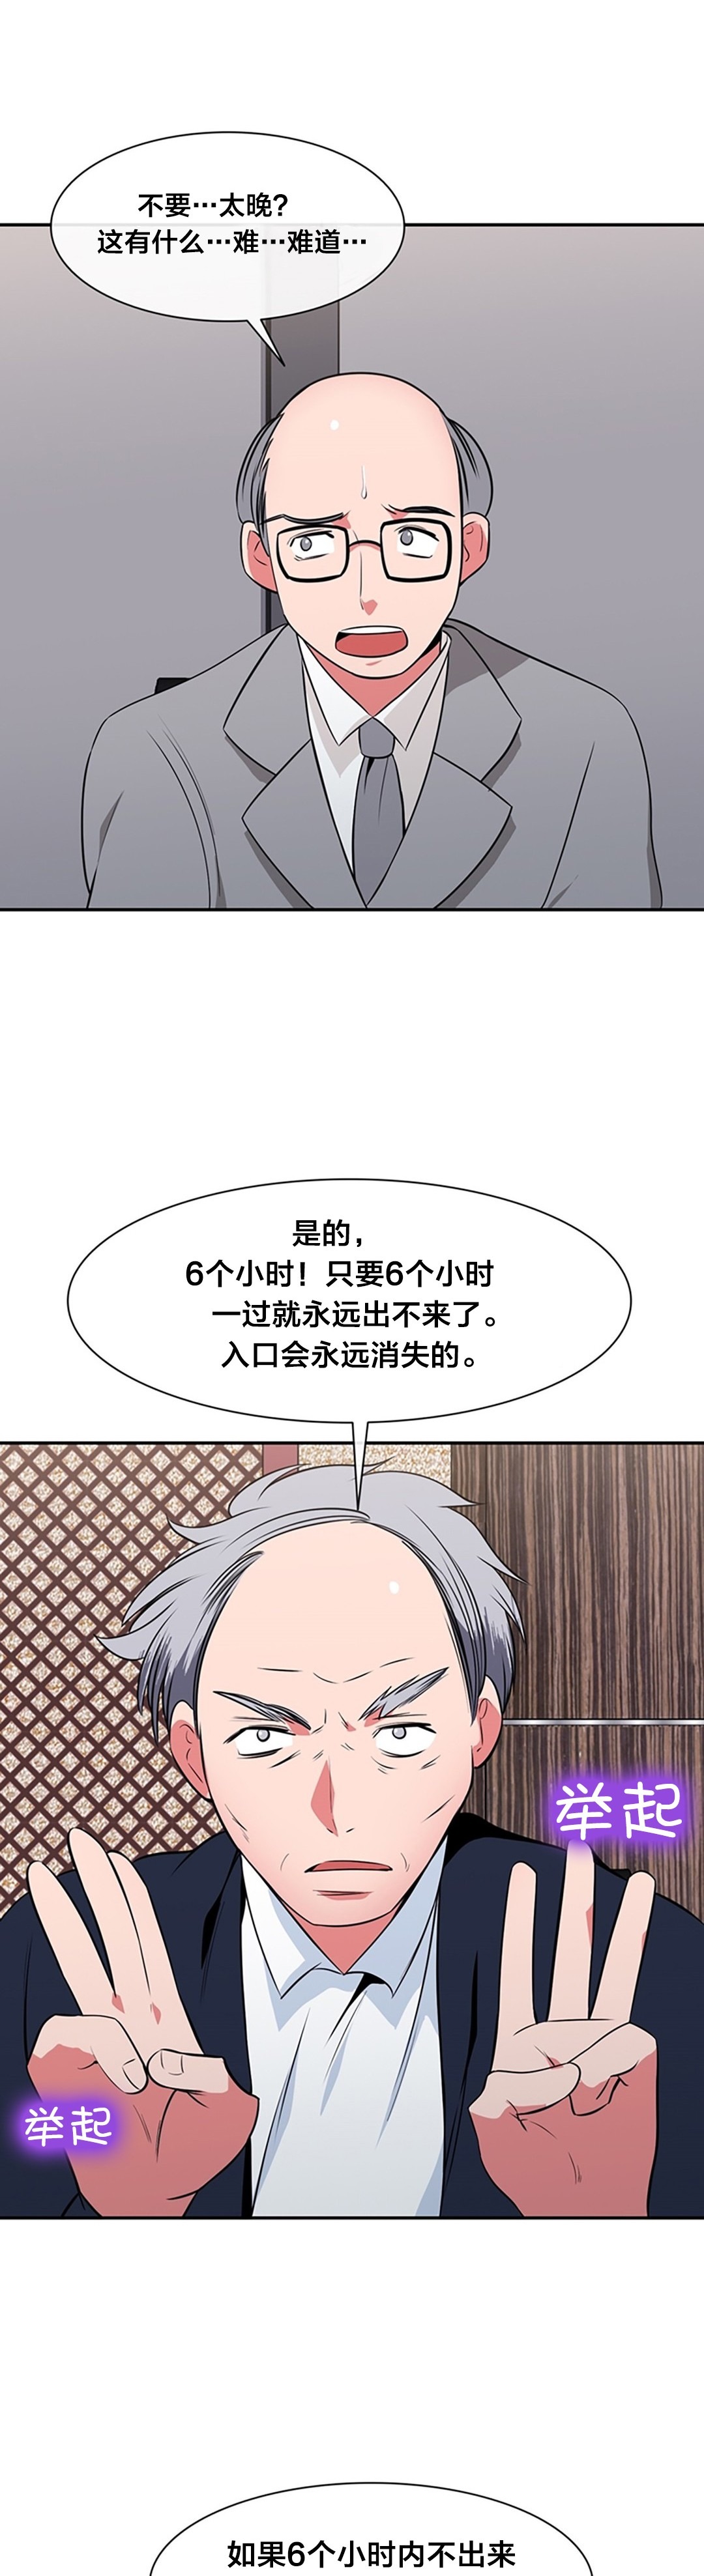 不要…太晚？
这有什么…难…难道…
是的，
6个小时！只要6个小时
一过就永远出不来了。
入口会永远消失的。
举起
举起
如果6个小时内不出来